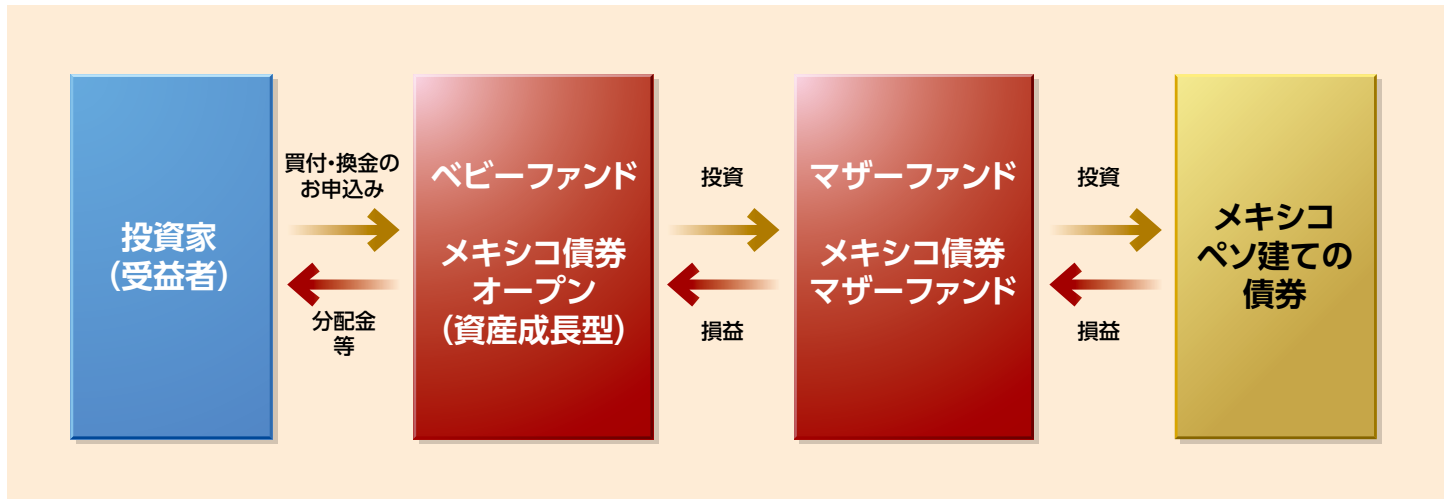 投資家
(受益者)
買付・換金の
お申込み
分配金
等
ベビーファンド
メキシコ債券
オープン
(資産成長型)
投資
損益
マザーファンド
メキシコ債券
マザーファンド
投資
損益
メキシコ
ペソ建ての
債券